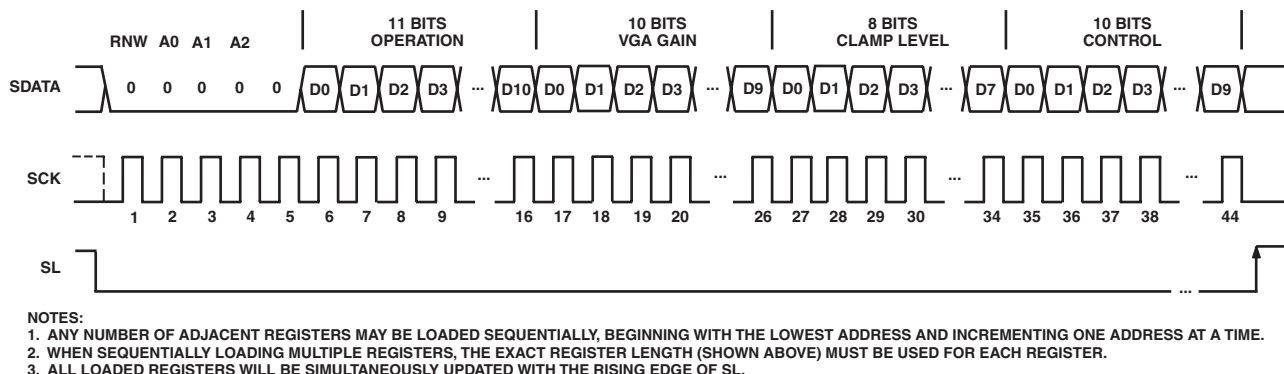 11 BITS OPERATION 10 BITS VGA GAIN 8 BITS CLAMP LEVEL 10 BITS CONTROL
RNW A0 A1 A2
SDATA 0 0 0 0 0 D0 D1 D2 D3 ... D10 D0 D1 D2 D3 ... D9 D0 D1 D2 D3 ... D7 D0 D1 D2 D3 ... D9
SCK ... ... ... ...
1 2 3 4 5 6 7 8 9 16 17 18 19 20 26 27 28 29 30 34 35 36 37 38 44
SL ...
NOTES:
1. ANY NUMBER OF ADJACENT REGISTERS MAY BE LOADED SEQUENTIALLY, BEGINNING WITH THE LOWEST ADDRESS AND INCREMENTING ONE ADDRESS AT A TIME.
2. WHEN SEQUENTIALLY LOADING MULTIPLE REGISTERS, THE EXACT REGISTER LENGTH (SHOWN ABOVE) MUST BE USED FOR EACH REGISTER.
3. ALL LOADED REGISTERS WILL BE SIMULTANEOUSLY UPDATED WITH THE RISING EDGE OF SL.